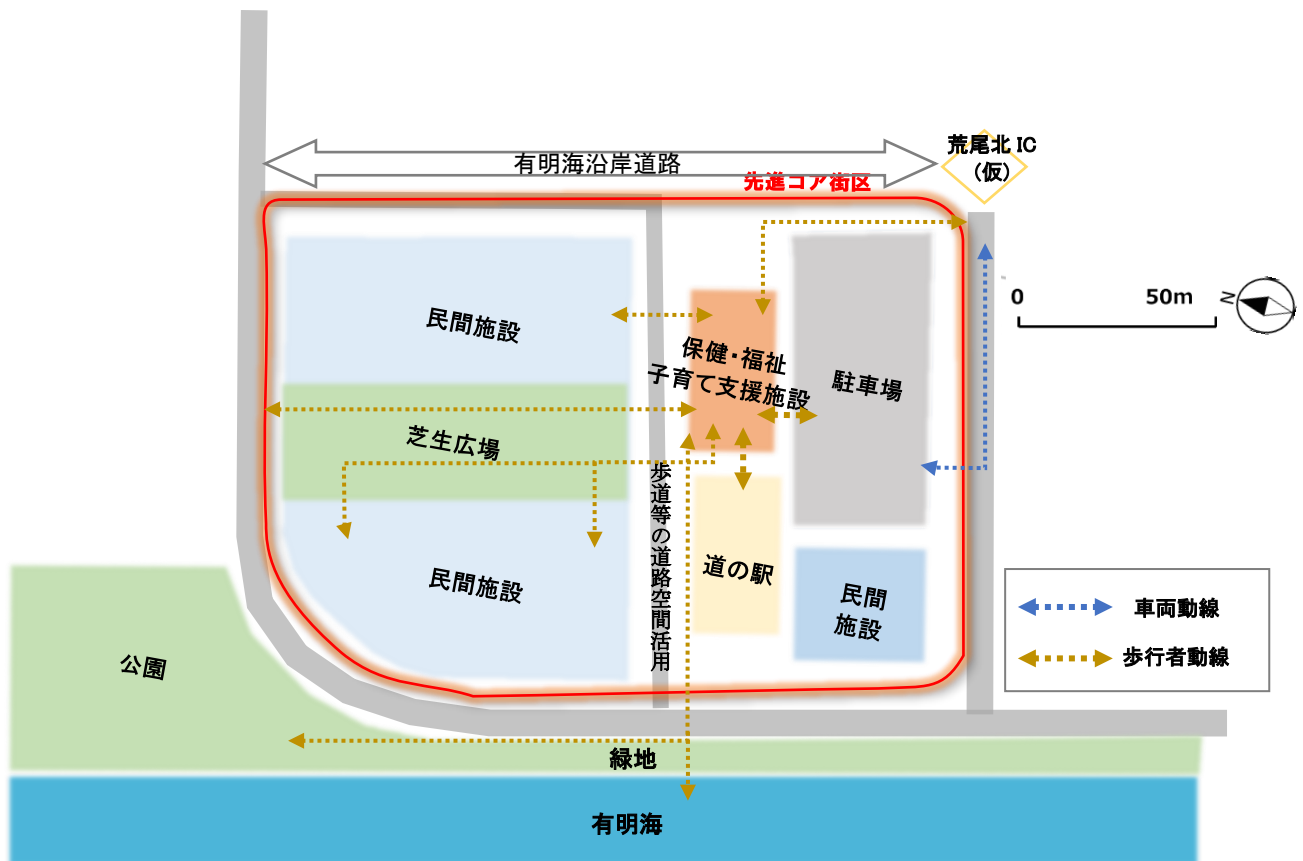 荒尾北 IC
（仮）
有明海沿岸道路
先進コア街区
0
50m
N
民間施設
保健・福祉
子育て支援施設
駐車場
芝生広場
歩道等の道路空間活用
道の駅
民間施設
民間
施設
車両動線
歩行者動線
公園
緑地
有明海